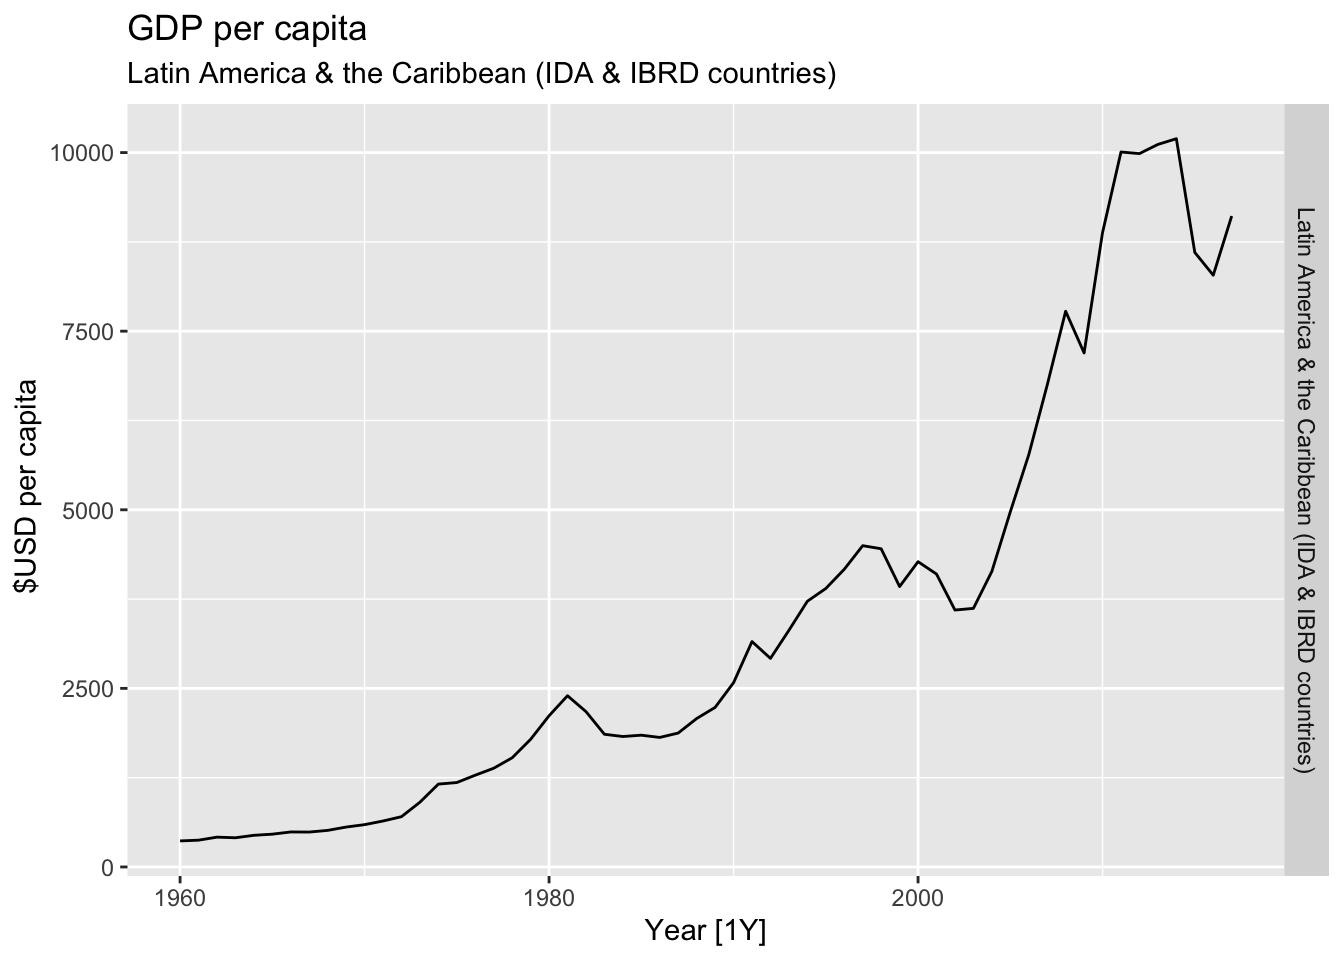 GDP per capita
Latin America & the Caribbean (IDA & IBRD countries)
10000
7500
5000
2500
0
$USD per capita
Latin America & the Caribbean (IDA & IBRD countries)
1960 1980 2000
Year [1Y]